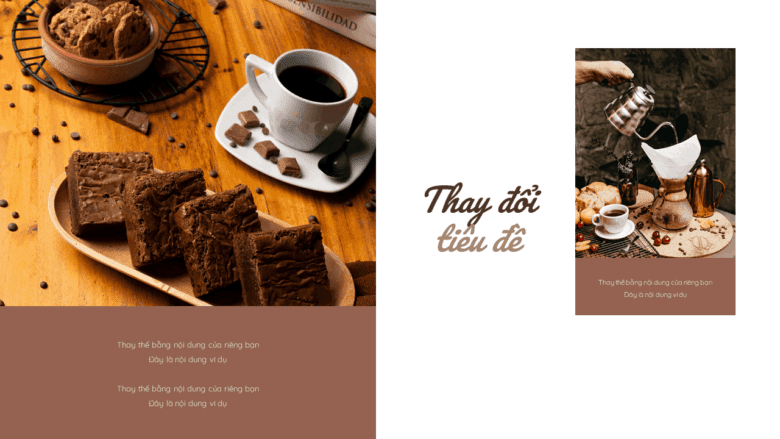 SENSIBILIDAD
Thay thế bằng nội dung của riêng bạn
Đây là nội dung ví dụ
Thay thế bằng nội dung của riêng bạn
Đây là nội dung ví dụ
Thay đổi
tiêu đề
Thay thế bằng nội dung của riêng bạn
Đây là nội dung ví dụ